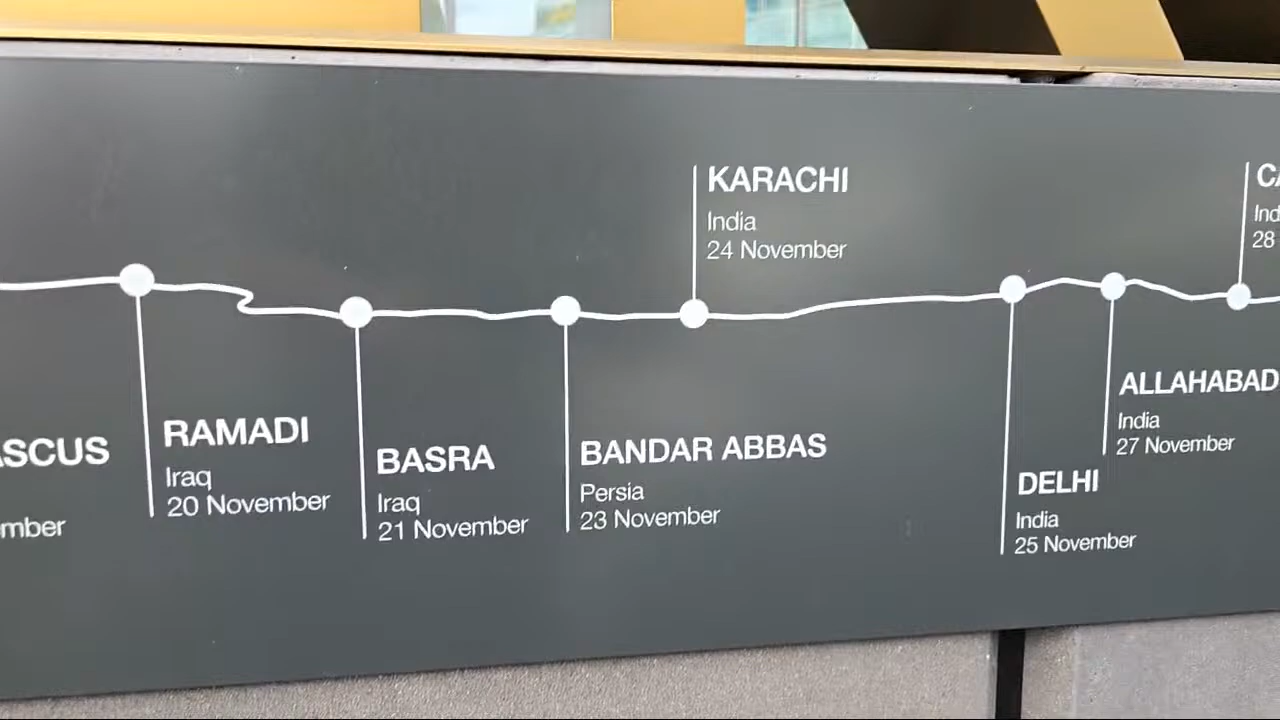 KARACHI
India
24 November
RAMADI
Iraq
20 November
BASRA
Iraq
21 November
BANDAR ABBAS
Persia
23 November
DELHI
India
25 November
ALLAHABAD
India
27 November
28